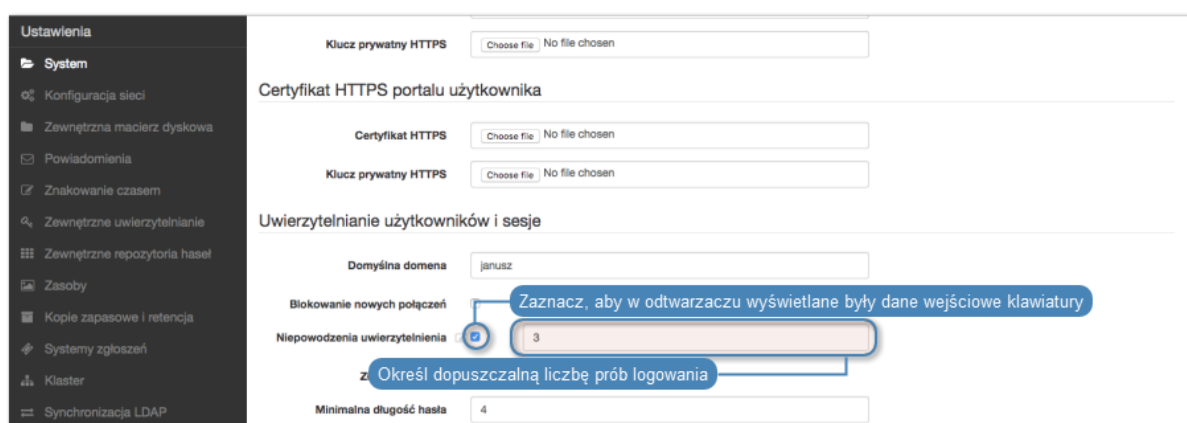 Ustawienia
System
Konfiguracja sieci
Zewnętrzna macierz dyskowa
Powiadomienia
Znakowanie czasem
Zewnętrzne uwierzytelnianie
Zewnętrzne repozytoria haseł
Zasoby
Kopie zapasowe i retencja
Systemy zgłoszeń
Klaster
Synchronizacja LDAP
Klucz prywatny HTTPS Choose file No file chosen
Certyfikat HTTPS portalu użytkownika
Certyfikat HTTPS Choose file No file chosen
Klucz prywatny HTTPS Choose file No file chosen
Uwierzytelnianie użytkowników i sesje
Domyślna domena janusz
Blokowanie nowych połączeń
Zaznacz, aby w odtwarzaczu wyświetlane były dane wejściowe klawiatury
Niepowodzenia uwierzytelnienia 3
Określ dopuszczalną liczbę prób logowania
Minimalna długość hasła 4